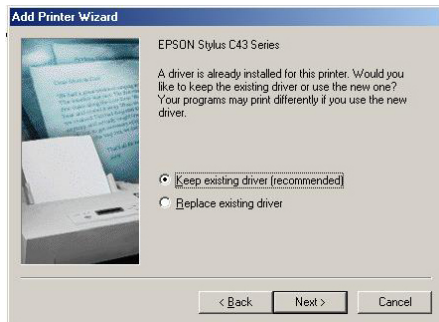 Add Printer Wizard
EPSON Stylus C43 Series
A driver is already installed for this printer. Would you
like to keep the existing driver or use the new one?
Your programs may print differently if you use the new
driver.
Keep existing driver (recommended)
Replace existing driver
< Back
Next >
Cancel